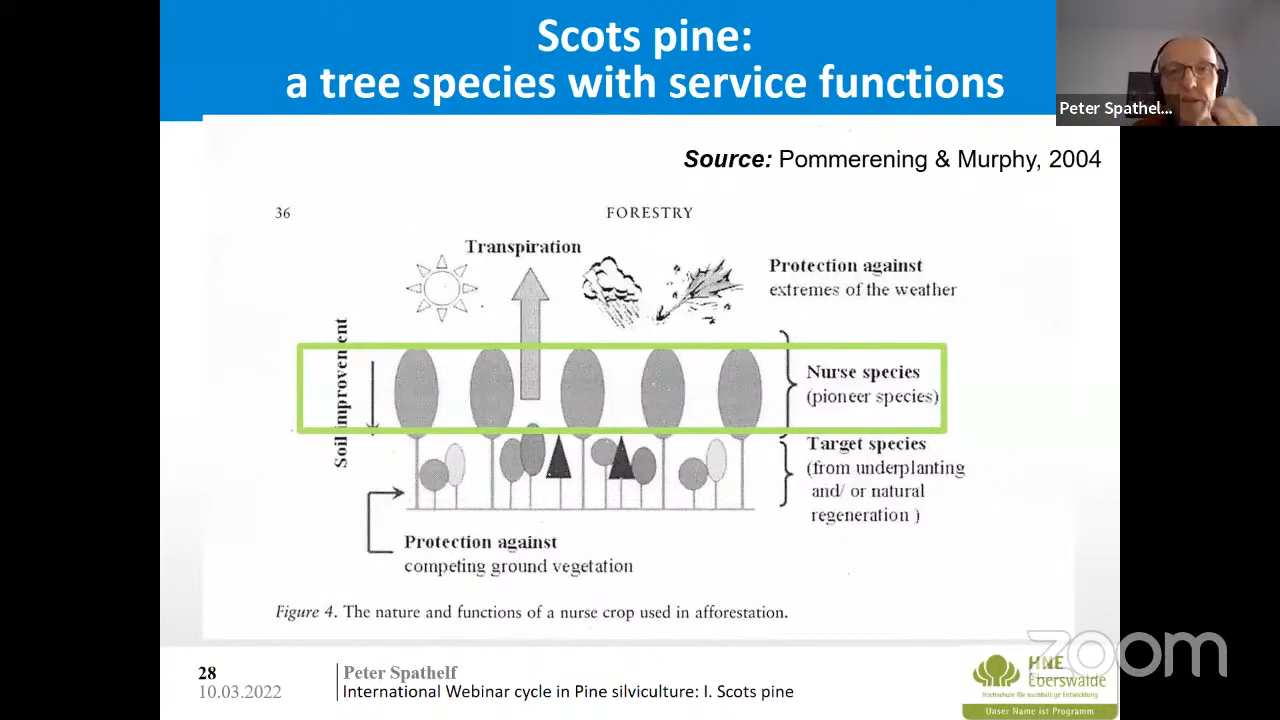 Scots pine:
a tree species with service functions
Peter Spathel...
Source: Pommerening & Murphy, 2004
36
FORESTRY
Transpiration
Protection against
extremes of the weather
Soil improvement
Nurse species
(pioneer species)
Target species
(from underplanting
and/ or natural
regeneration )
Protection against
competing ground vegetation
Figure 4. The nature and functions of a nurse crop used in afforestation.
28
10.03.2022
Peter Spathelf
International Webinar cycle in Pine silviculture: I. Scots pine
zoom
HNE
Eberswalde
Hochschule für nachhaltige Entwicklung
Unser Name ist Programm